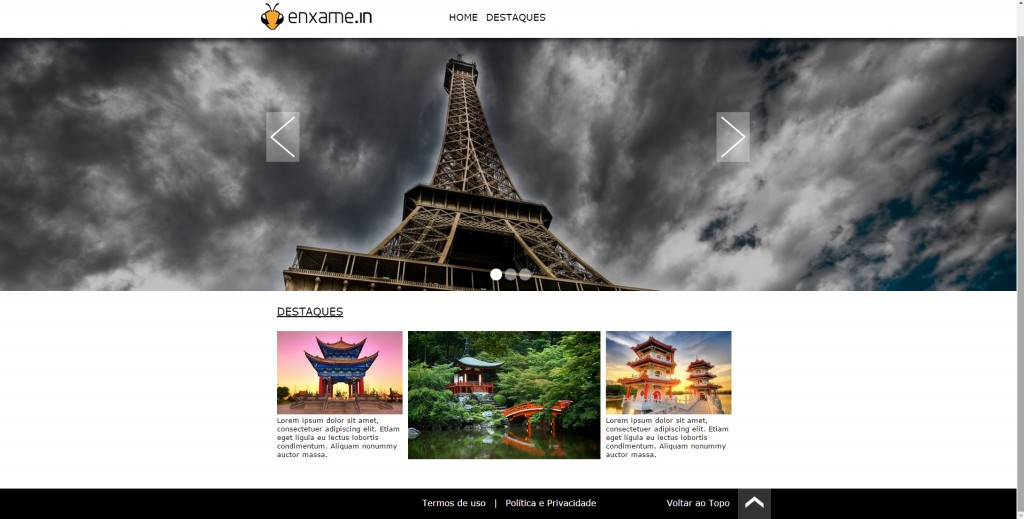 enxame.in
HOME DESTAQUES
DESTAQUES
Lorem ipsum dolor sit amet,
consectetuer adipiscing elit. Etiam
eget ligula eu lectus lobortis
condimentum. Aliquam nonummy
auctor massa.
Lorem ipsum dolor sit amet,
consectetuer adipiscing elit. Etiam
eget ligula eu lectus lobortis
condimentum. Aliquam nonummy
auctor massa.
Termos de uso | Política e Privacidade
Voltar ao Topo